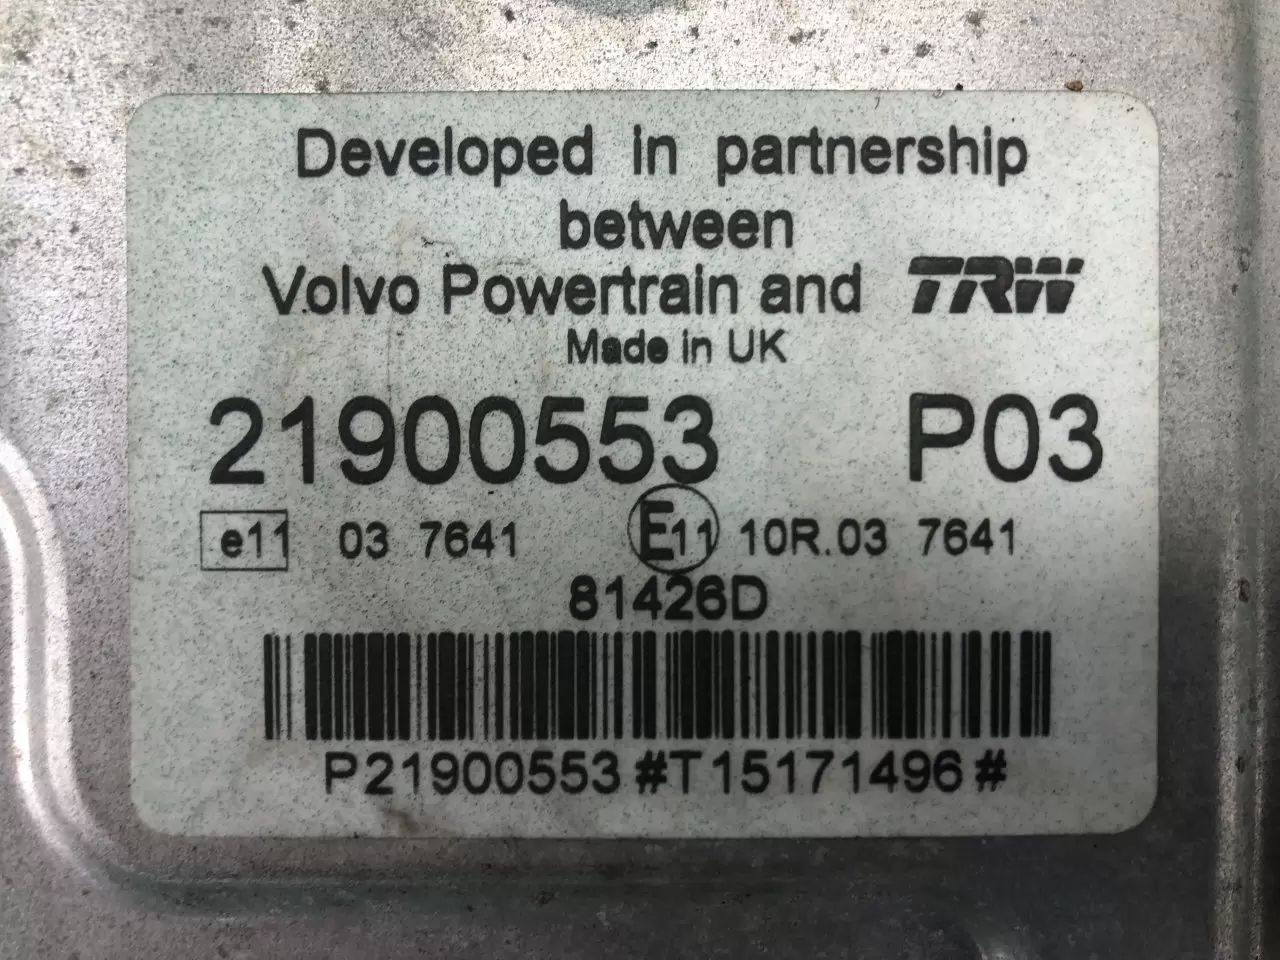 Developed in partnership
between
Volvo Powertrain and TRW
Made in UK
21900553 P03
e11 03 7641 E11 10R.03 7641
81426D
P21900553#T15171496#